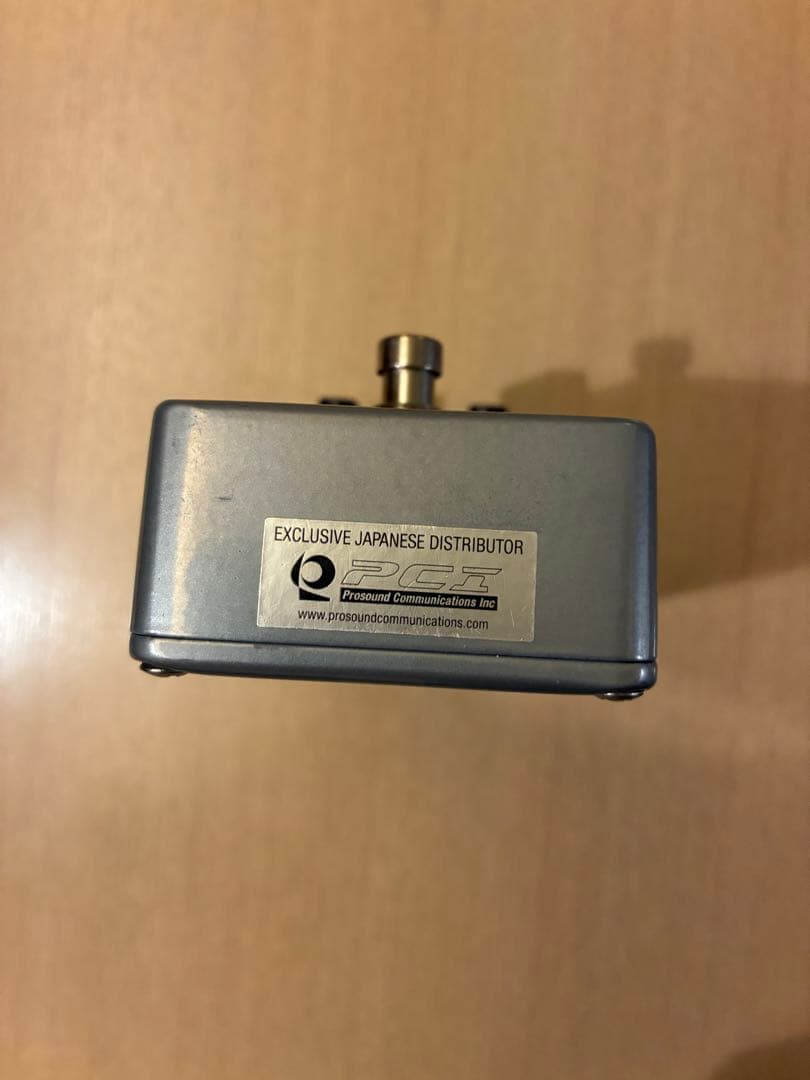 EXCLUSIVE JAPANESE DISTRIBUTOR
PCI
Prosound Communications Inc
www.prosoundcommunications.com